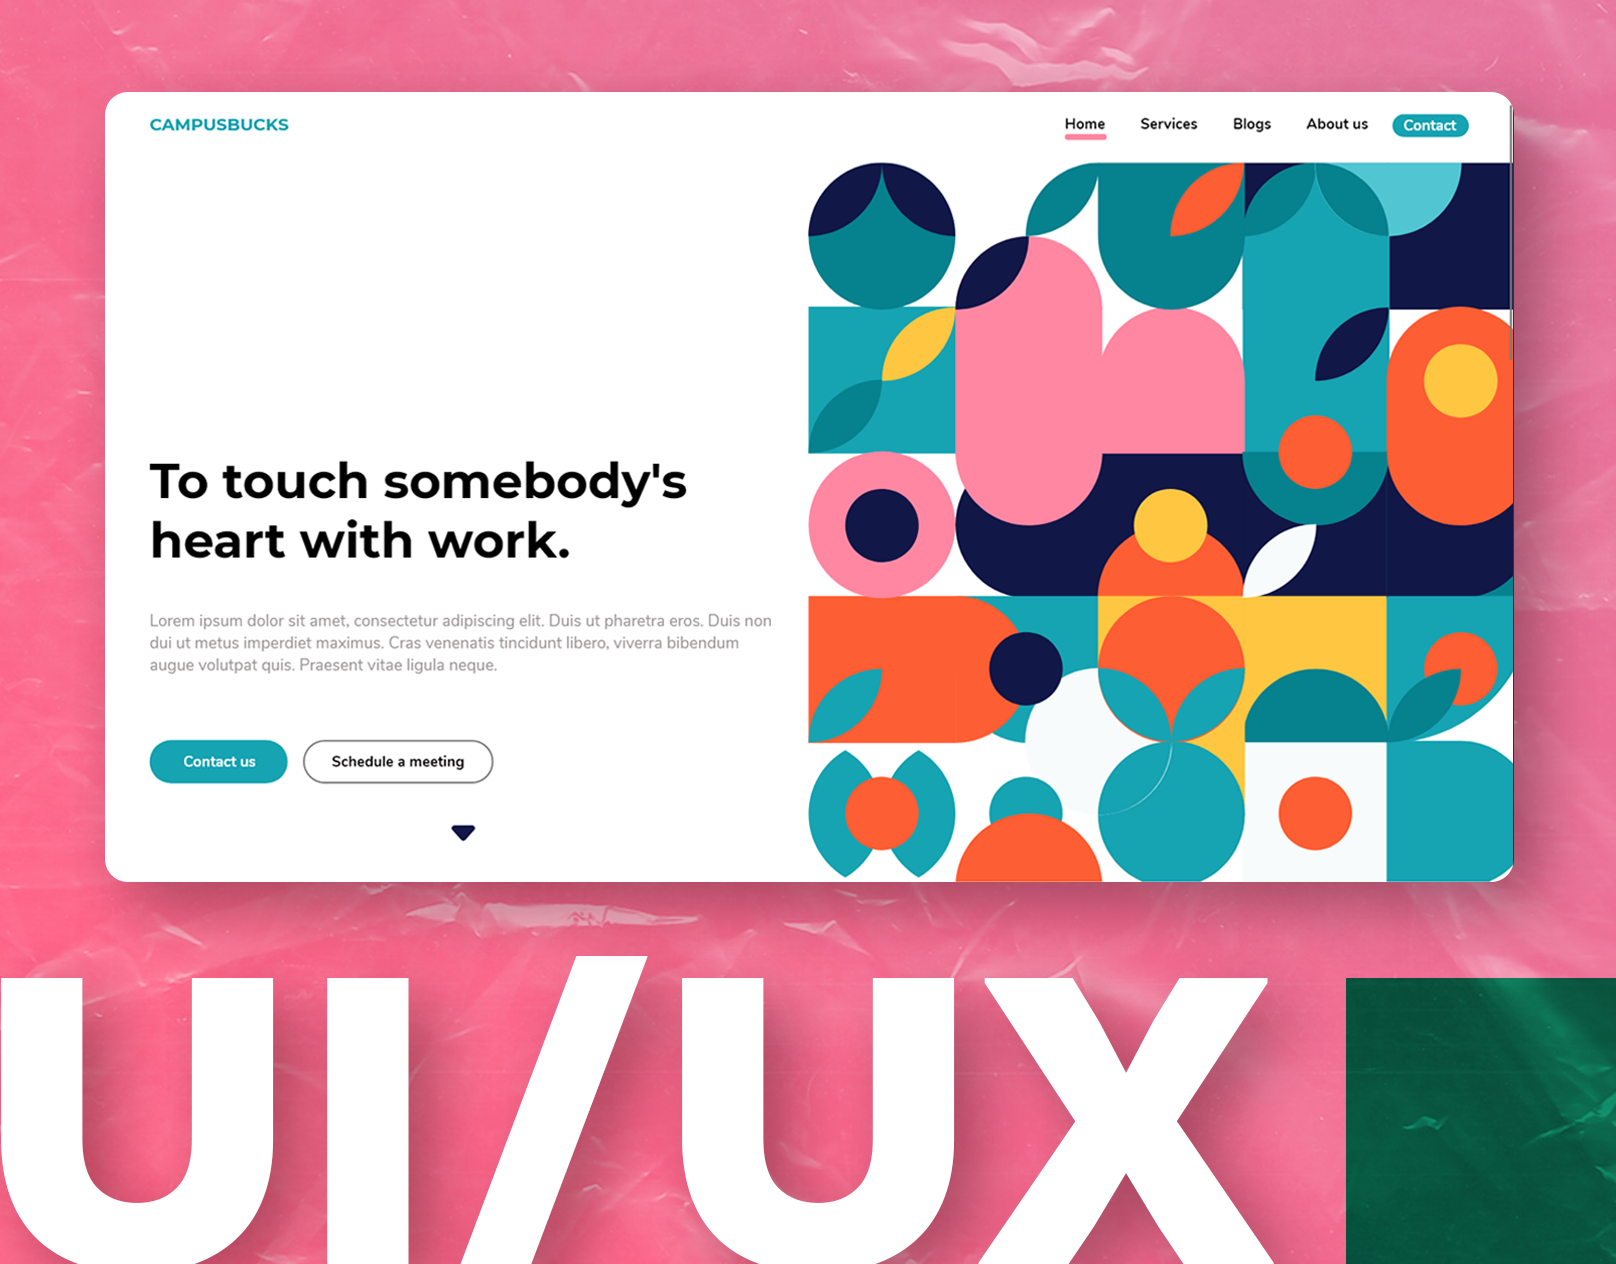 CAMPUSBUCKS
Home Services Blogs About us Contact
To touch somebody's
heart with work.
Lorem ipsum dolor sit amet, consectetur adipiscing elit. Duis ut pharetra eros. Duis non
dui ut metus imperdiet maximus. Cras venenatis tincidunt libero, viverra bibendum
augue volutpat quis. Praesent vitae ligula neque.
Contact us Schedule a meeting
UI/UX